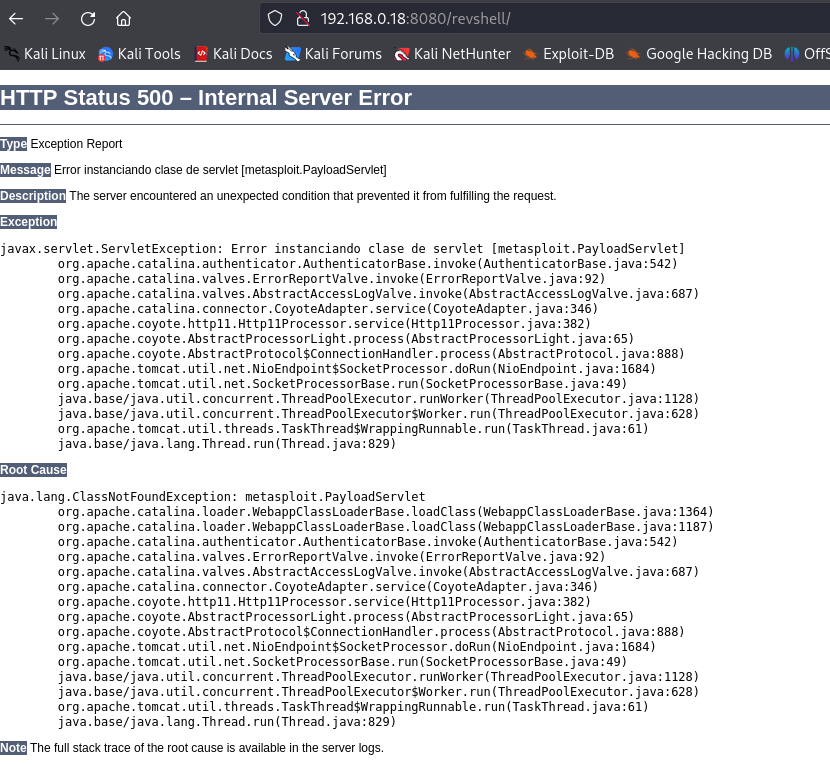 192.168.0.18:8080/revshell/
Kali Linux Kali Tools Kali Docs Kali Forums Kali NetHunter Exploit-DB Google Hacking DB OffS
HTTP Status 500 – Internal Server Error
Type Exception Report
Message Error instanciando clase de servlet [metasploit.PayloadServlet]
Description The server encountered an unexpected condition that prevented it from fulfilling the request.
Exception
javax.servlet.ServletException: Error instanciando clase de servlet [metasploit.PayloadServlet]
org.apache.catalina.authenticator.AuthenticatorBase.invoke(AuthenticatorBase.java:542)
org.apache.catalina.valves.ErrorReportValve.invoke(ErrorReportValve.java:92)
org.apache.catalina.valves.AbstractAccessLogValve.invoke(AbstractAccessLogValve.java:687)
org.apache.catalina.connector.CoyoteAdapter.service(CoyoteAdapter.java:346)
org.apache.coyote.http11.Http11Processor.service(Http11Processor.java:382)
org.apache.coyote.AbstractProcessorLight.process(AbstractProcessorLight.java:65)
org.apache.coyote.AbstractProtocol$ConnectionHandler.process(AbstractProtocol.java:888)
org.apache.tomcat.util.net.NioEndpoint$SocketProcessor.doRun(NioEndpoint.java:1684)
org.apache.tomcat.util.net.SocketProcessorBase.run(SocketProcessorBase.java:49)
java.base/java.util.concurrent.ThreadPoolExecutor.runWorker(ThreadPoolExecutor.java:1128)
java.base/java.util.concurrent.ThreadPoolExecutor$Worker.run(ThreadPoolExecutor.java:628)
org.apache.tomcat.util.threads.TaskThread$WrappingRunnable.run(TaskThread.java:61)
java.base/java.lang.Thread.run(Thread.java:829)
Root Cause
java.lang.ClassNotFoundException: metasploit.PayloadServlet
org.apache.catalina.loader.WebappClassLoaderBase.loadClass(WebappClassLoaderBase.java:1364)
org.apache.catalina.loader.WebappClassLoaderBase.loadClass(WebappClassLoaderBase.java:1187)
org.apache.catalina.authenticator.AuthenticatorBase.invoke(AuthenticatorBase.java:542)
org.apache.catalina.valves.ErrorReportValve.invoke(ErrorReportValve.java:92)
org.apache.catalina.valves.AbstractAccessLogValve.invoke(AbstractAccessLogValve.java:687)
org.apache.catalina.connector.CoyoteAdapter.service(CoyoteAdapter.java:346)
org.apache.coyote.http11.Http11Processor.service(Http11Processor.java:382)
org.apache.coyote.AbstractProcessorLight.process(AbstractProcessorLight.java:65)
org.apache.coyote.AbstractProtocol$ConnectionHandler.process(AbstractProtocol.java:888)
org.apache.tomcat.util.net.NioEndpoint$SocketProcessor.doRun(NioEndpoint.java:1684)
org.apache.tomcat.util.net.SocketProcessorBase.run(SocketProcessorBase.java:49)
java.base/java.util.concurrent.ThreadPoolExecutor.runWorker(ThreadPoolExecutor.java:1128)
java.base/java.util.concurrent.ThreadPoolExecutor$Worker.run(ThreadPoolExecutor.java:628)
org.apache.tomcat.util.threads.TaskThread$WrappingRunnable.run(TaskThread.java:61)
java.base/java.lang.Thread.run(Thread.java:829)
Note The full stack trace of the root cause is available in the server logs.